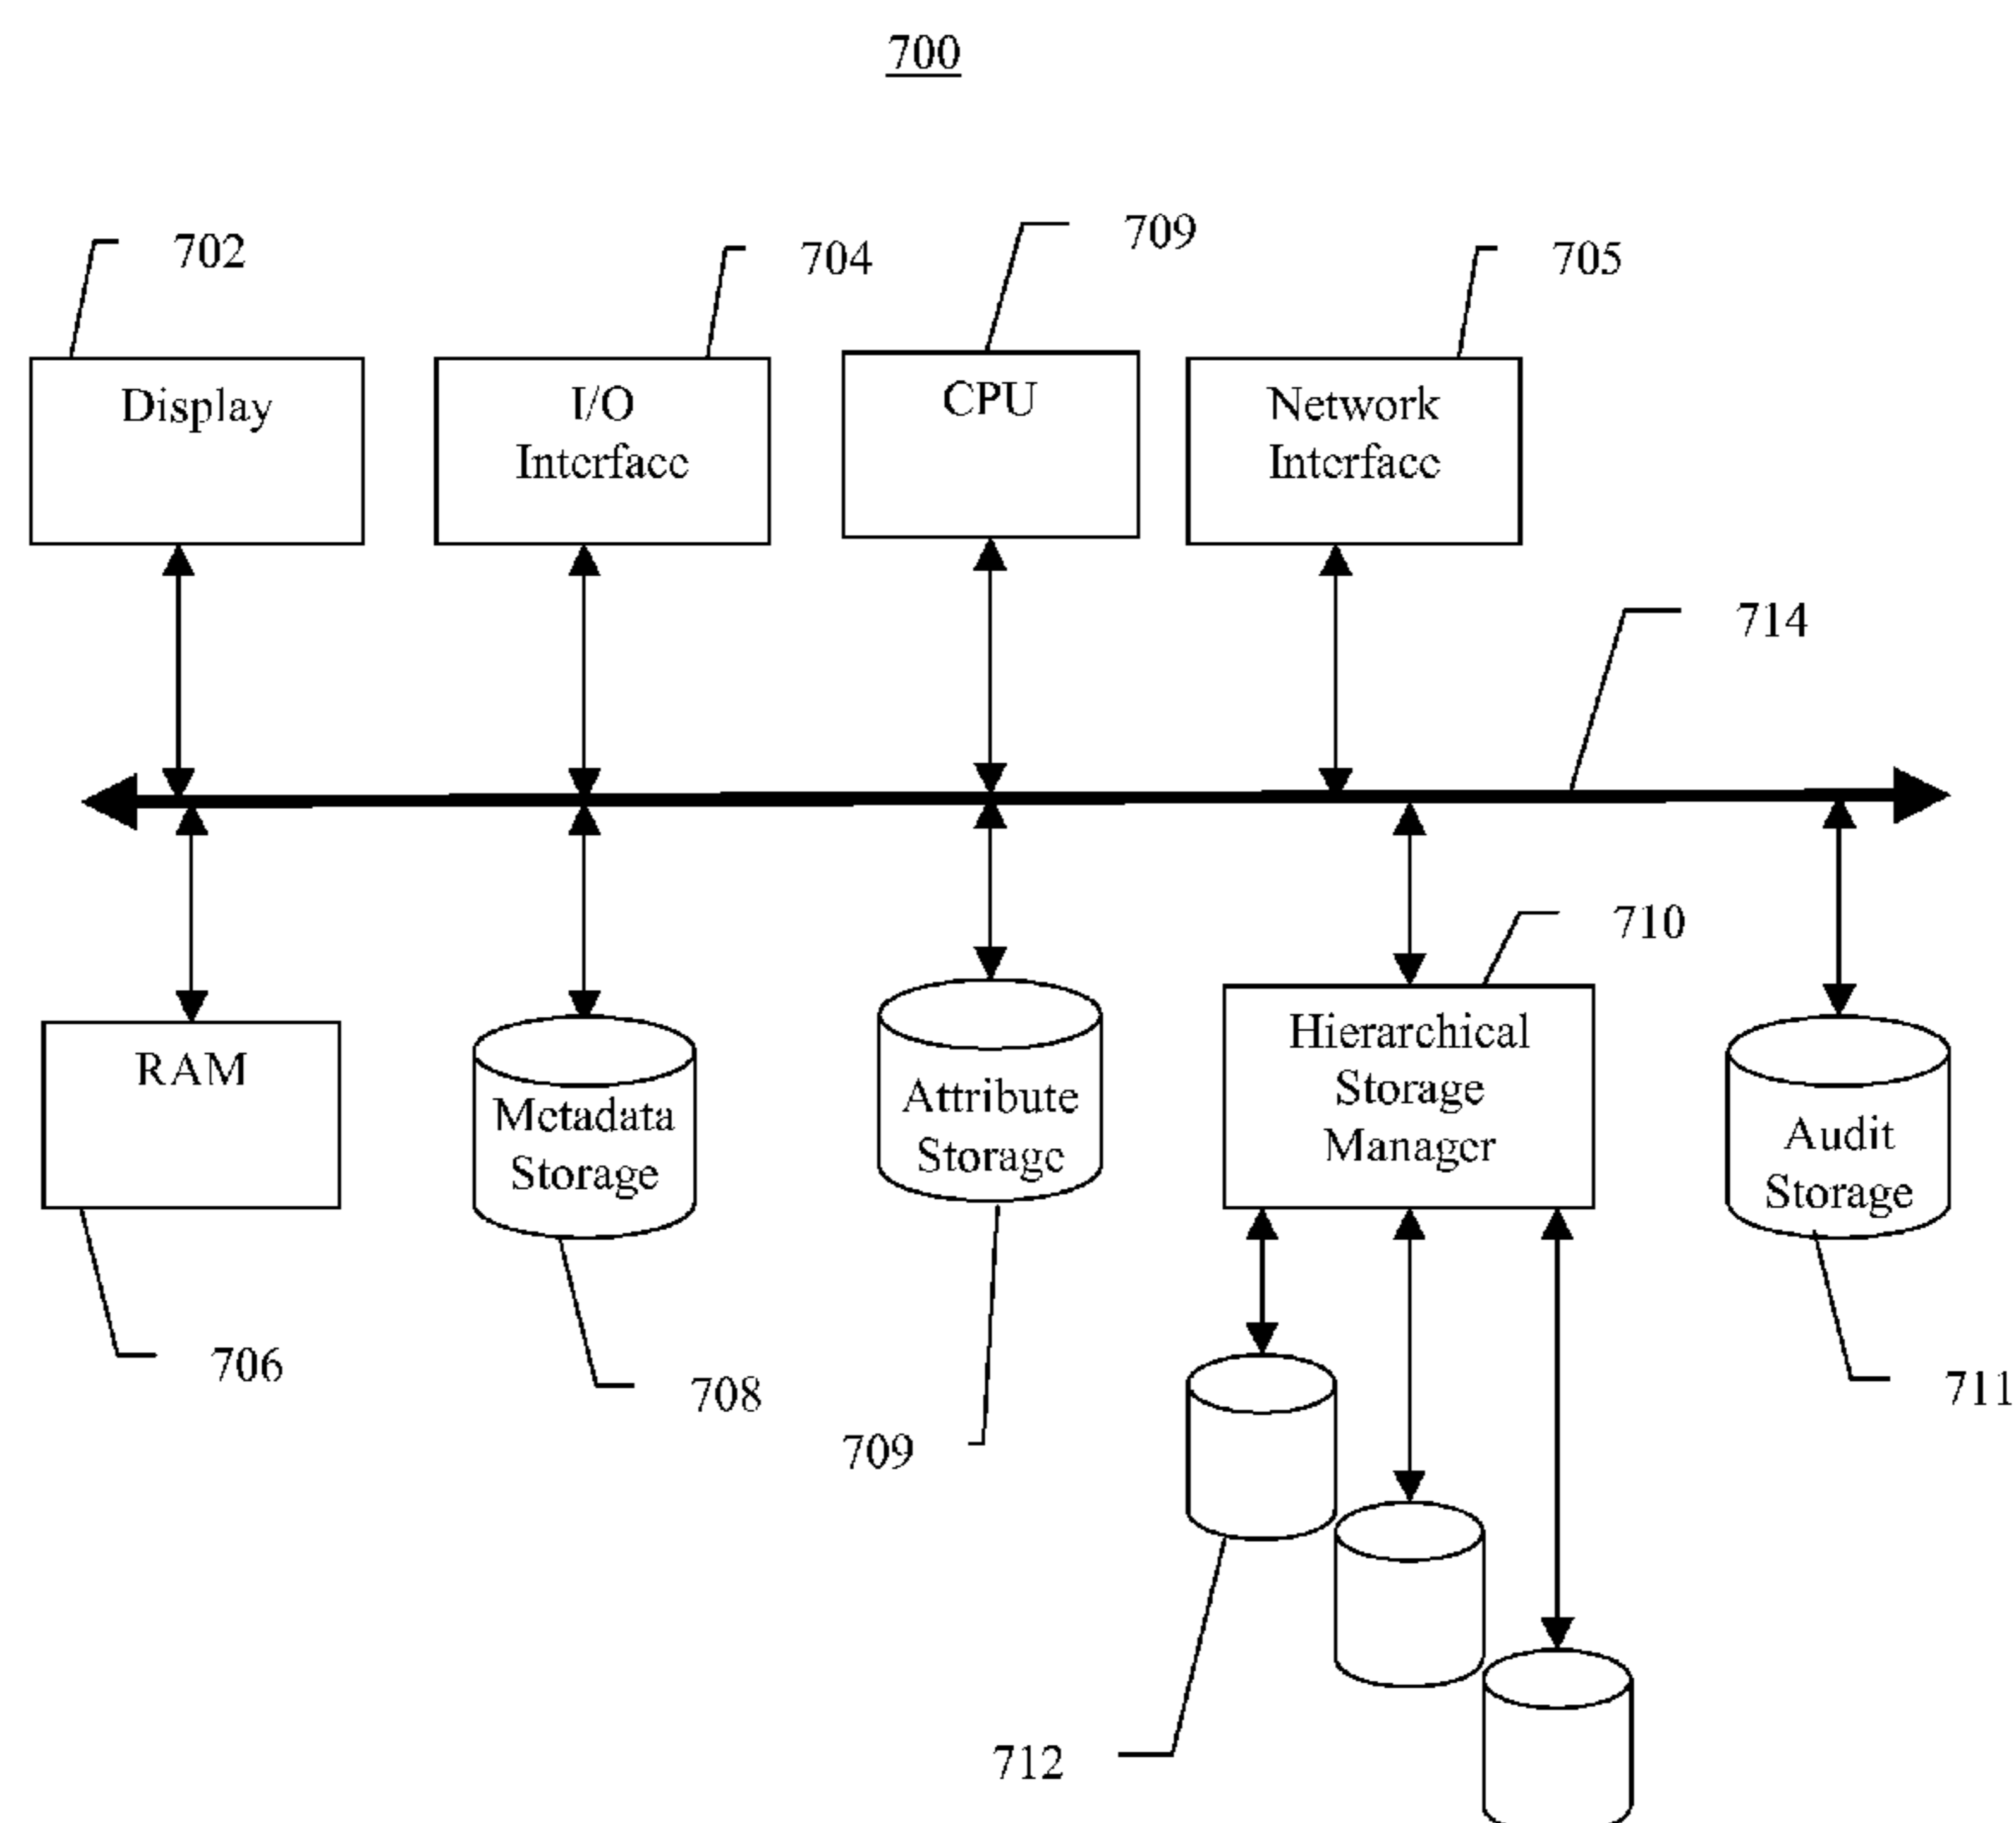 700
702
704
709
705
Display
I/O
Interface
CPU
Network
Interface
714
710
RAM
Metadata
Storage
Attribute
Storage
Hierarchical
Storage
Manager
Audit
Storage
706
708
709
711
712